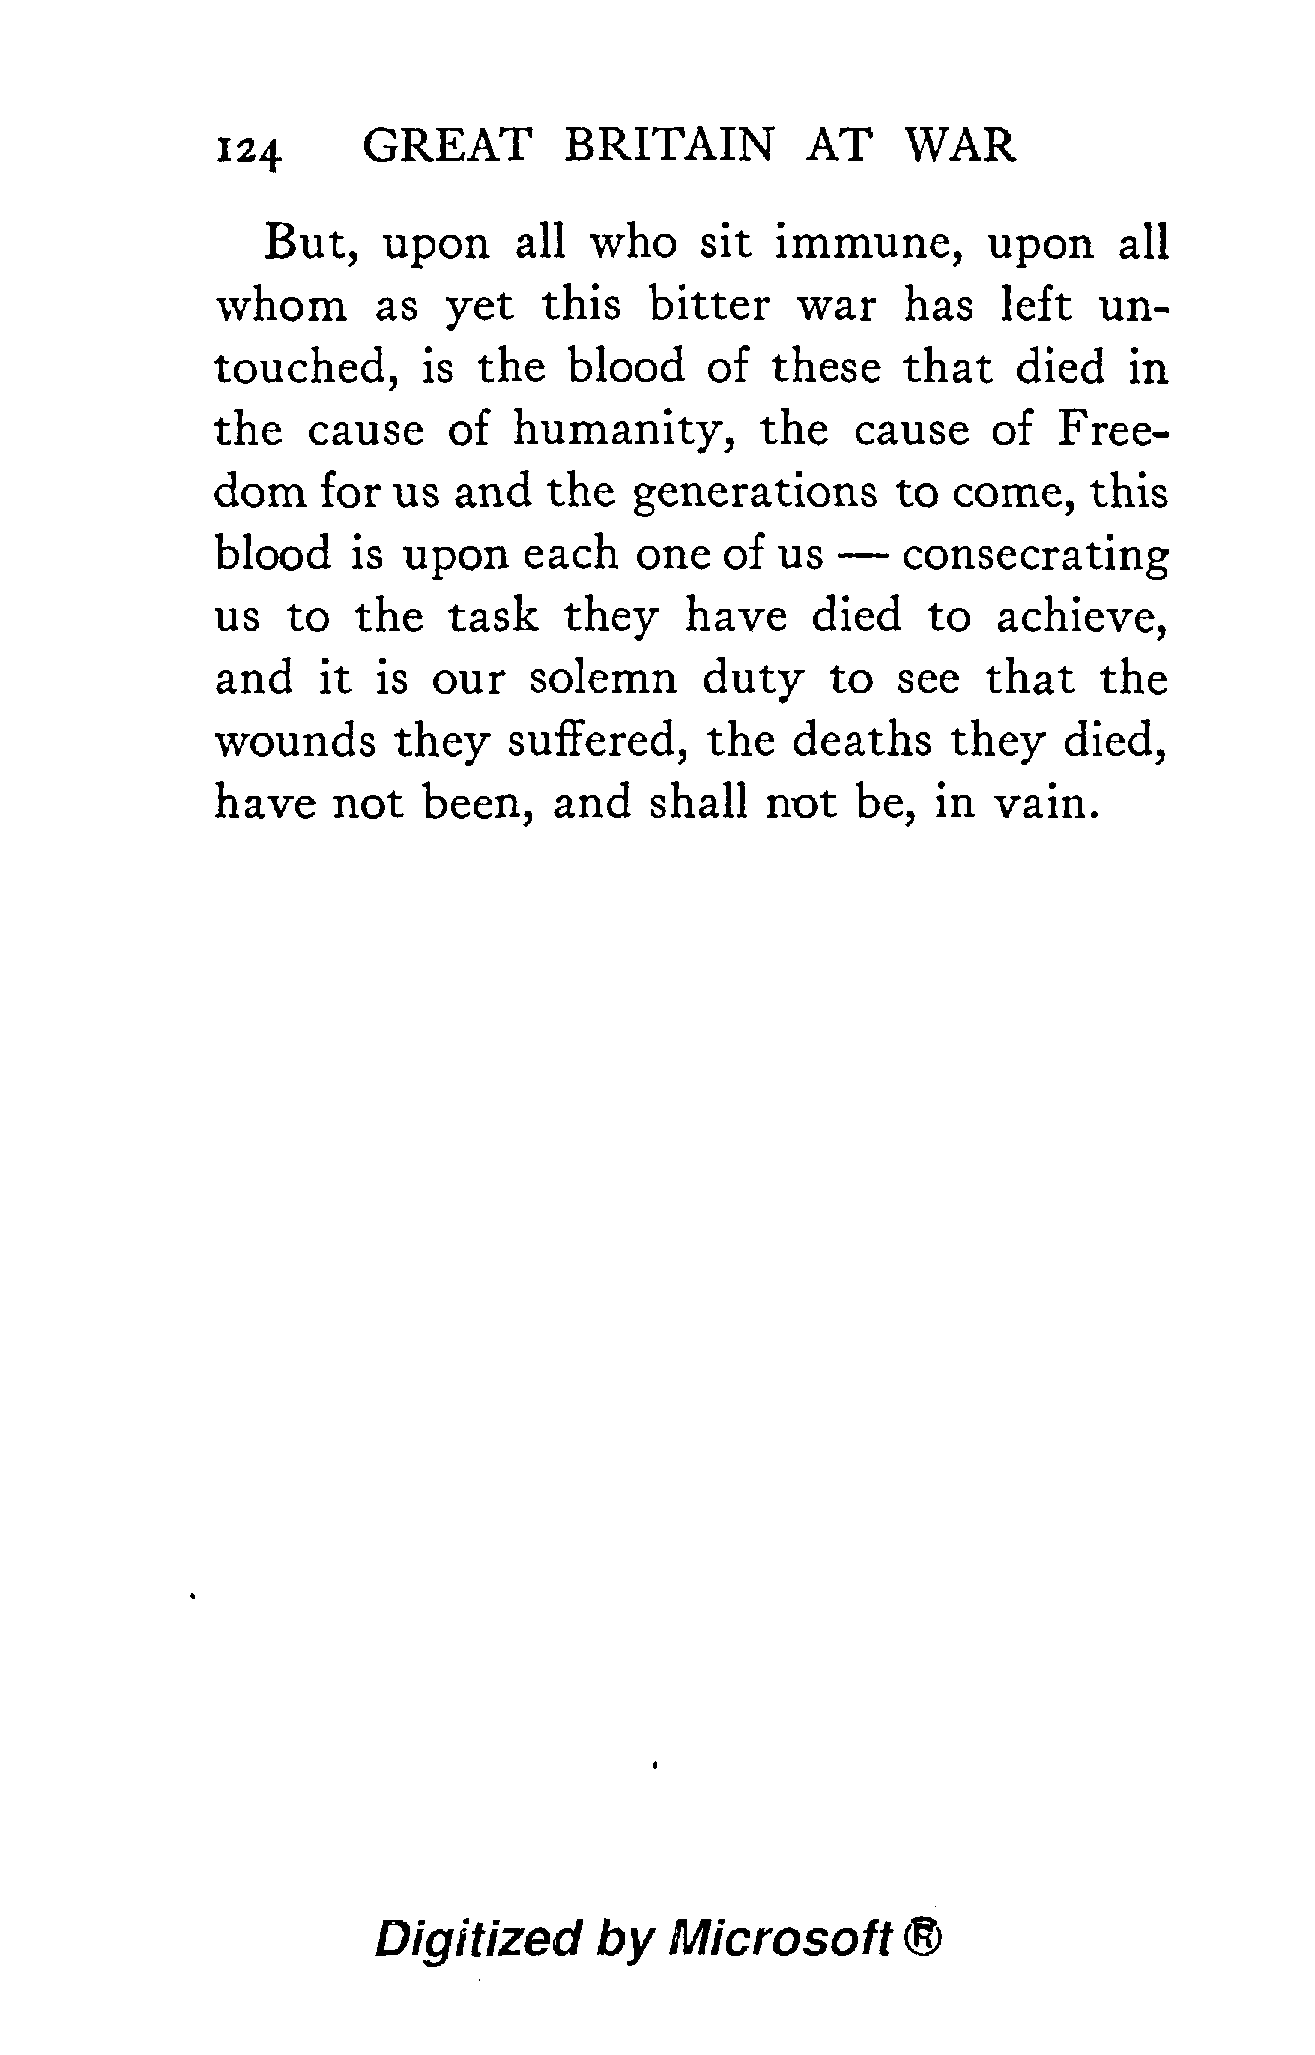 124 GREAT BRITAIN AT WAR
But, upon all who sit immune, upon all
whom as yet this bitter war has left un-
touched, is the blood of these that died in
the cause of humanity, the cause of Free-
dom for us and the generations to come, this
blood is upon each one of us — consecrating
us to the task they have died to achieve,
and it is our solemn duty to see that the
wounds they suffered, the deaths they died,
have not been, and shall not be, in vain.
Digitized by Microsoft ®